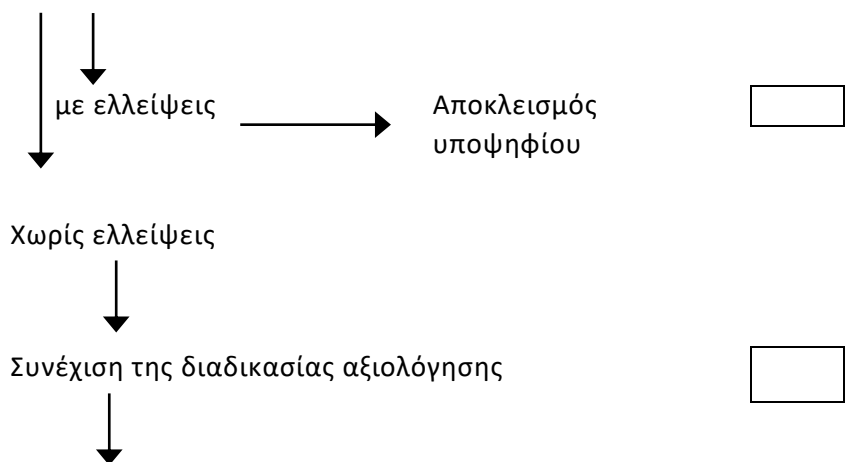 με ελλείψεις
Αποκλεισμός
υποψηφίου
Χωρίς ελλείψεις
Συνέχιση της διαδικασίας αξιολόγησης